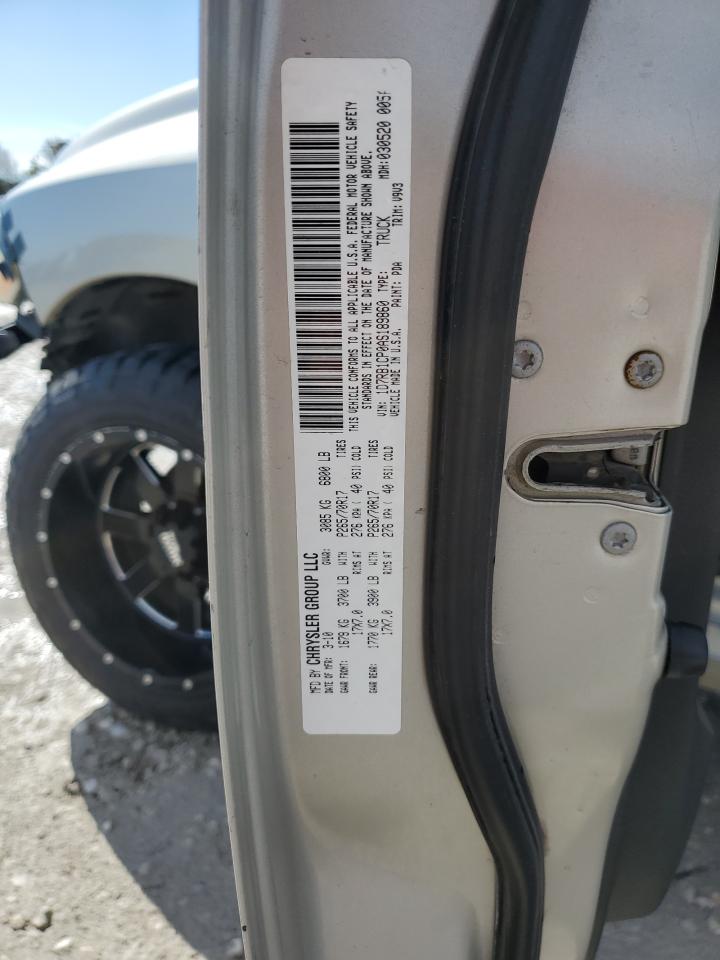 MFD BY CHRYSLER GROUP LLC
DATE OF MFR: 3-10 GVWR: 3085 KG 6800 LB
GAWR FRONT: 1679 KG 3700 LB WITH P265/70R17 TIRES
17X7.0 RIMS AT 276 KPA ( 40 PSI) COLD
GAWR REAR: 1770 KG 3900 LB WITH P265/70R17 TIRES
17X7.0 RIMS AT 276 KPA ( 40 PSI) COLD
THIS VEHICLE CONFORMS TO ALL APPLICABLE U.S.A. FEDERAL MOTOR VEHICLE SAFETY
STANDARDS IN EFFECT ON THE DATE OF MANUFACTURE SHOWN ABOVE.
VIN: 1D7RB1CP0AS189860 TYPE: TRUCK MDH:030520 005
VEHICLE MADE IN U.S.A. PAINT: PDA TRIM: V9V3